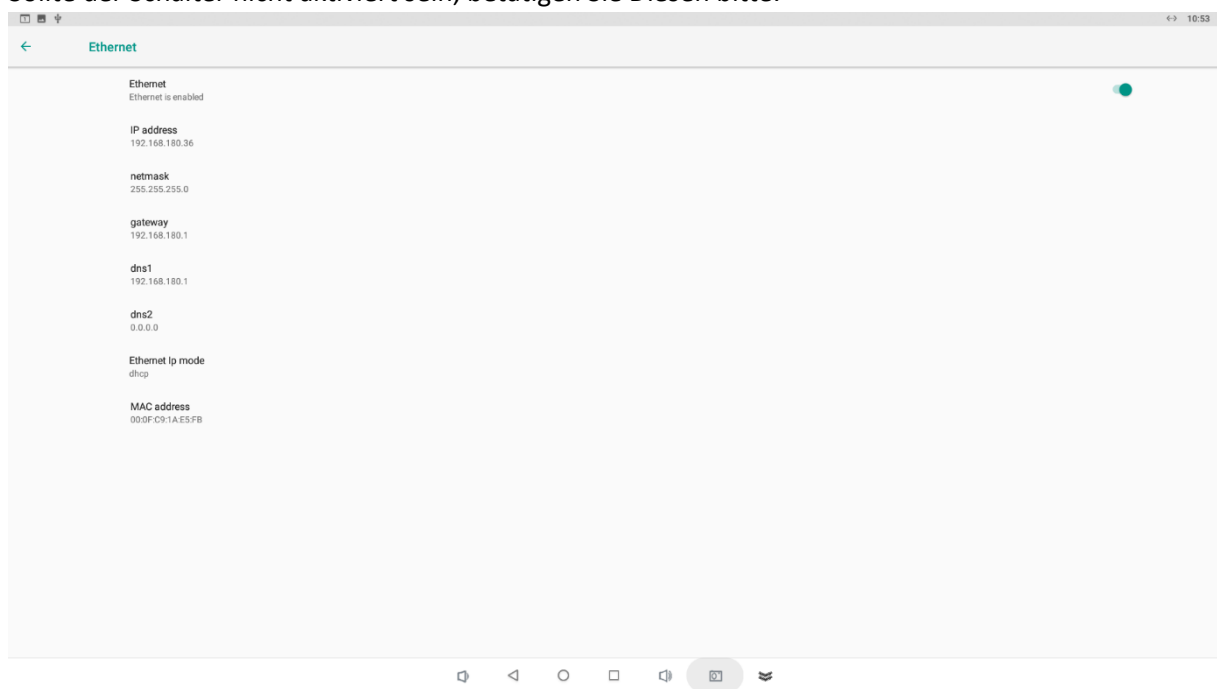 10:53
Ethernet
Ethernet
Ethernet is enabled
IP address
192.168.180.36
netmask
255.255.255.0
gateway
192.168.180.1
dns1
192.168.180.1
dns2
0.0.0.0
Ethernet Ip mode
dhcp
MAC address
00:0F:C9:1A:E5:FB